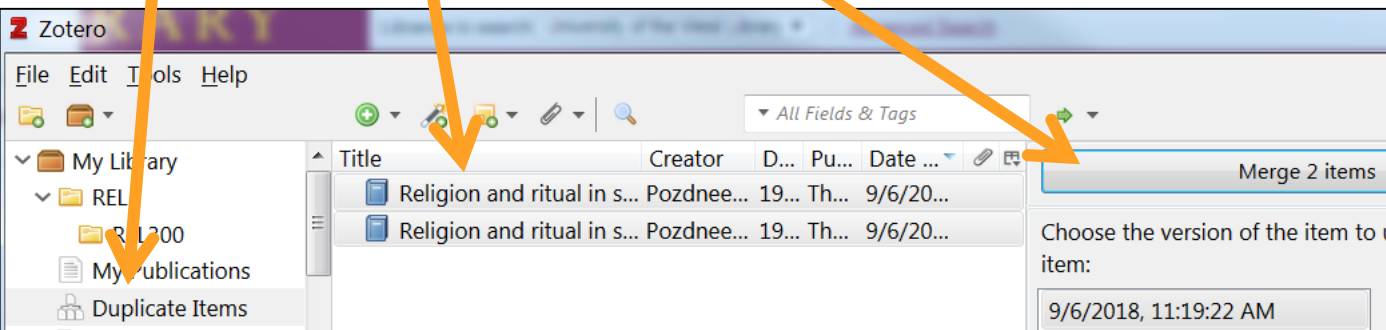 Zotero
File Edit Tools Help
All Fields & Tags
My Library
REL
REL300
My Publications
Duplicate Items
Title Creator D... Pu... Date ...
Religion and ritual in s... Pozdnee... 19... Th... 9/6/20...
Religion and ritual in s... Pozdnee... 19... Th... 9/6/20...
Merge 2 items
Choose the version of the item to
item:
9/6/2018, 11:19:22 AM